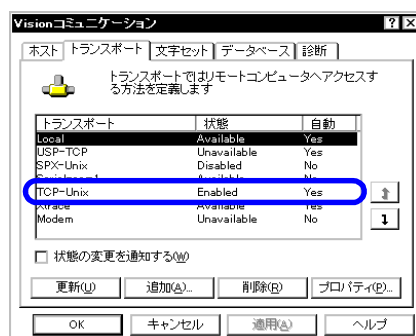 Visionコミュニケーション
ホスト トランスポート 文字セット データベース 診断
トランスポートではリモートコンピュータへアクセスす
る方法を定義します
トランスポート 状態 自動
Local Available Yes
USP-TCP Unavailable Yes
SPX-Unix Disabled No
TCP-Unix Enabled Yes
Xtrace Available Yes
Modem Unavailable No
状態の変更を通知する(W)
更新(U) 追加(A)... 削除(R) プロパティ(P)...
OK キャンセル 適用(A) ヘルプ